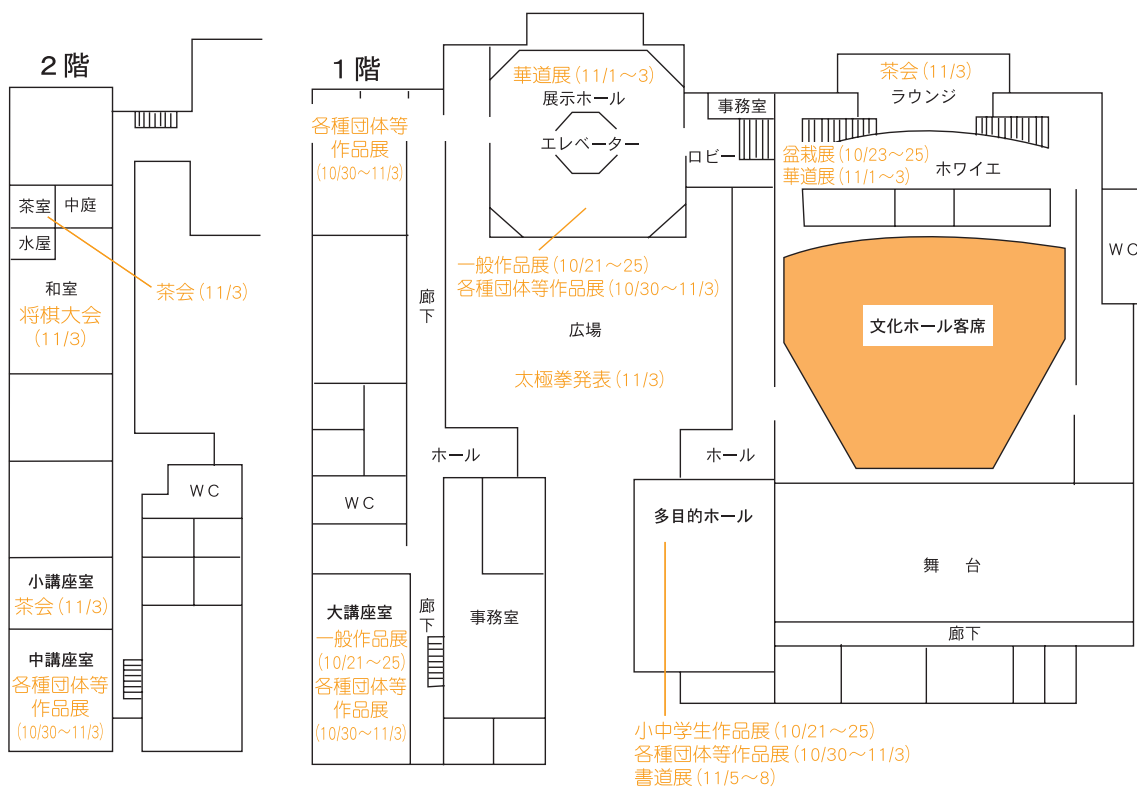 2階
茶室
中庭
水屋
茶会(11/3)
和室
将棋大会
(11/3)
WC
小講座室
茶会(11/3)
中講座室
各種団体等
作品展
(10/30～11/3)
1階
各種団体等
作品展
(10/30～11/3)
廊下
WC
ホール
大講座室
一般作品展
(10/21～25)
各種団体等
作品展
(10/30～11/3)
廊下
事務室
華道展(11/1～3)
展示ホール
エレベーター
一般作品展(10/21～25)
各種団体等作品展(10/30～11/3)
広場
太極拳発表(11/3)
事務室
ロビー
茶会(11/3)
ラウンジ
盆栽展(10/23～25)
華道展(11/1～3)
ホワイエ
WC
文化ホール客席
ホール
多目的ホール
舞台
廊下
小中学生作品展(10/21～25)
各種団体等作品展(10/30～11/3)
書道展(11/5～8)